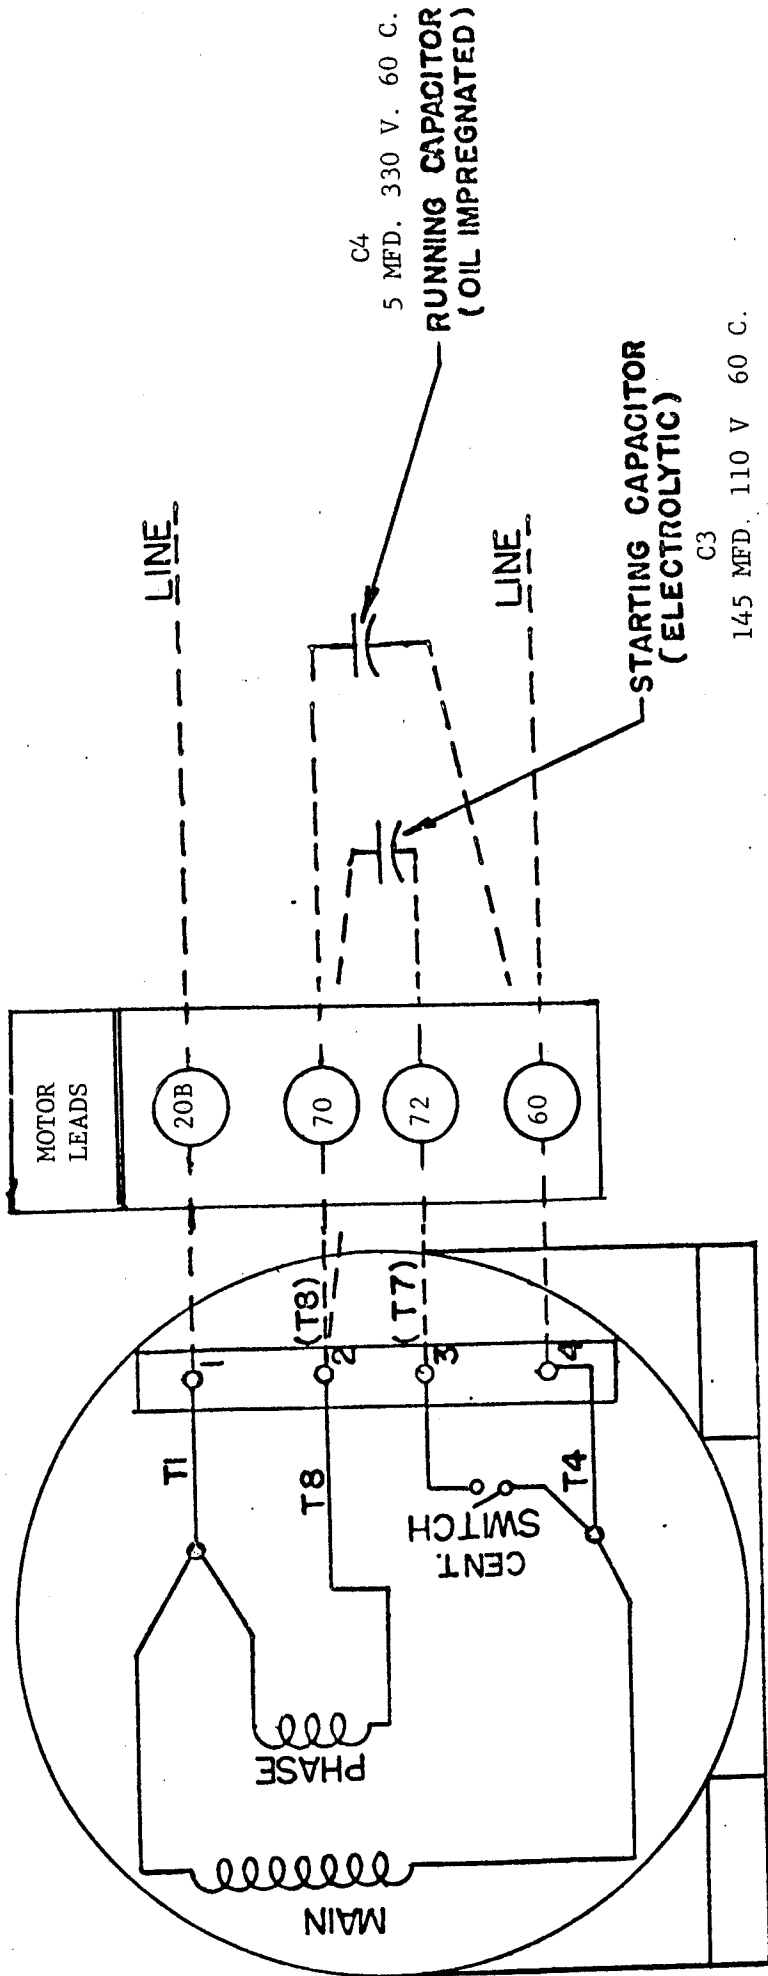 C4
5 MFD. 330 V. 60 C.
RUNNING CAPACITOR
(OIL IMPREGNATED)
LINE
LINE
STARTING CAPACITOR
(ELECTROLYTIC)
C3
145 MFD. 110 V 60 C.
MOTOR
LEADS
20B
70
72
60
(T8)
(T7)
1
2
3
4
T1
T8
T4
CENT.
SWITCH
PHASE
MAIN